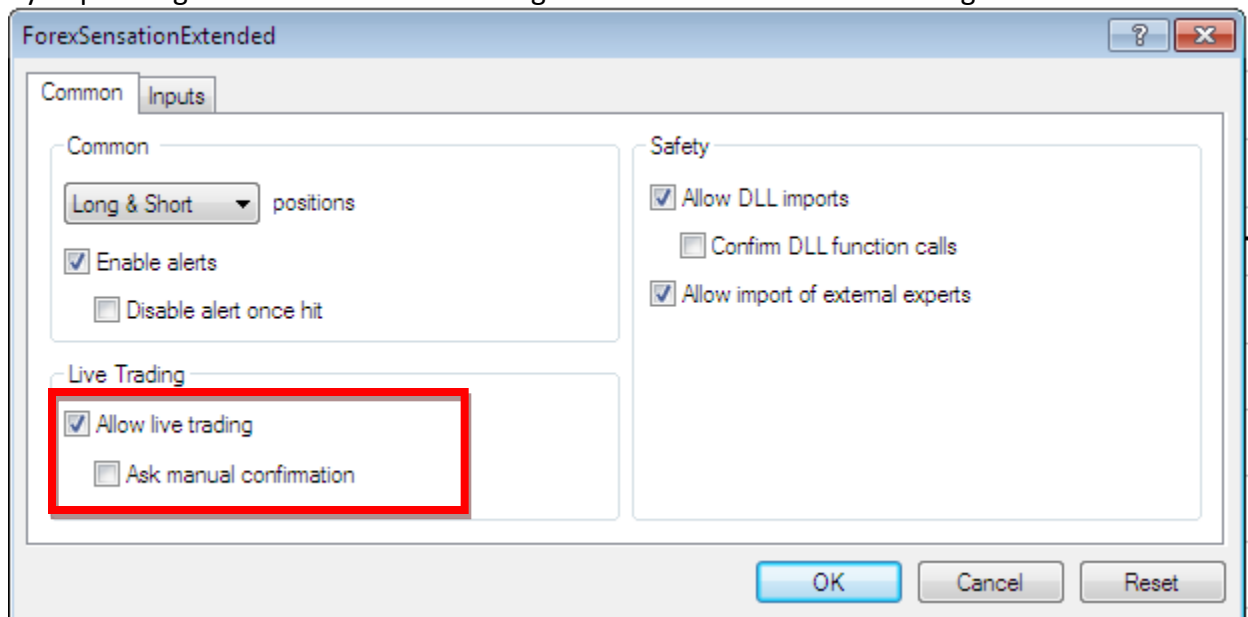 ForexSensationExtended
Common
Inputs
Common
Long & Short positions
Enable alerts
Disable alert once hit
Live Trading
Allow live trading
Ask manual confirmation
Safety
Allow DLL imports
Confirm DLL function calls
Allow import of external experts
OK
Cancel
Reset